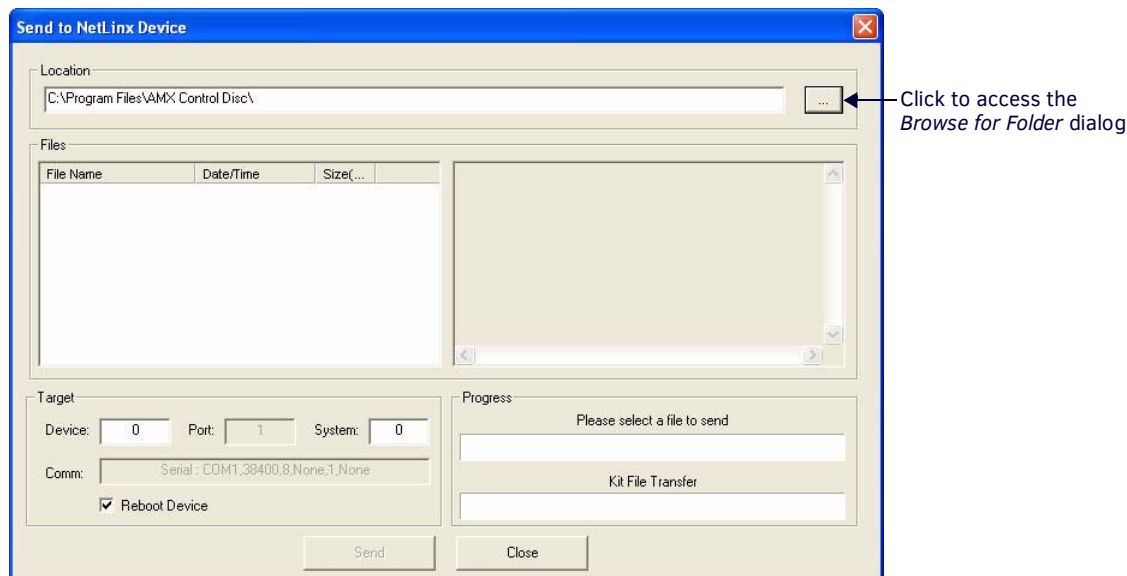 Send to NetLinx Device
Location
C:\Program Files\AMX Control Disc\
...
Click to access the
Browse for Folder dialog
Files
File Name Date/Time Size(...
Target
Device: 0 Port: 1 System: 0
Comm: Serial : COM1,38400,8,None,1,None
Reboot Device
Progress
Please select a file to send
Kit File Transfer
Send Close